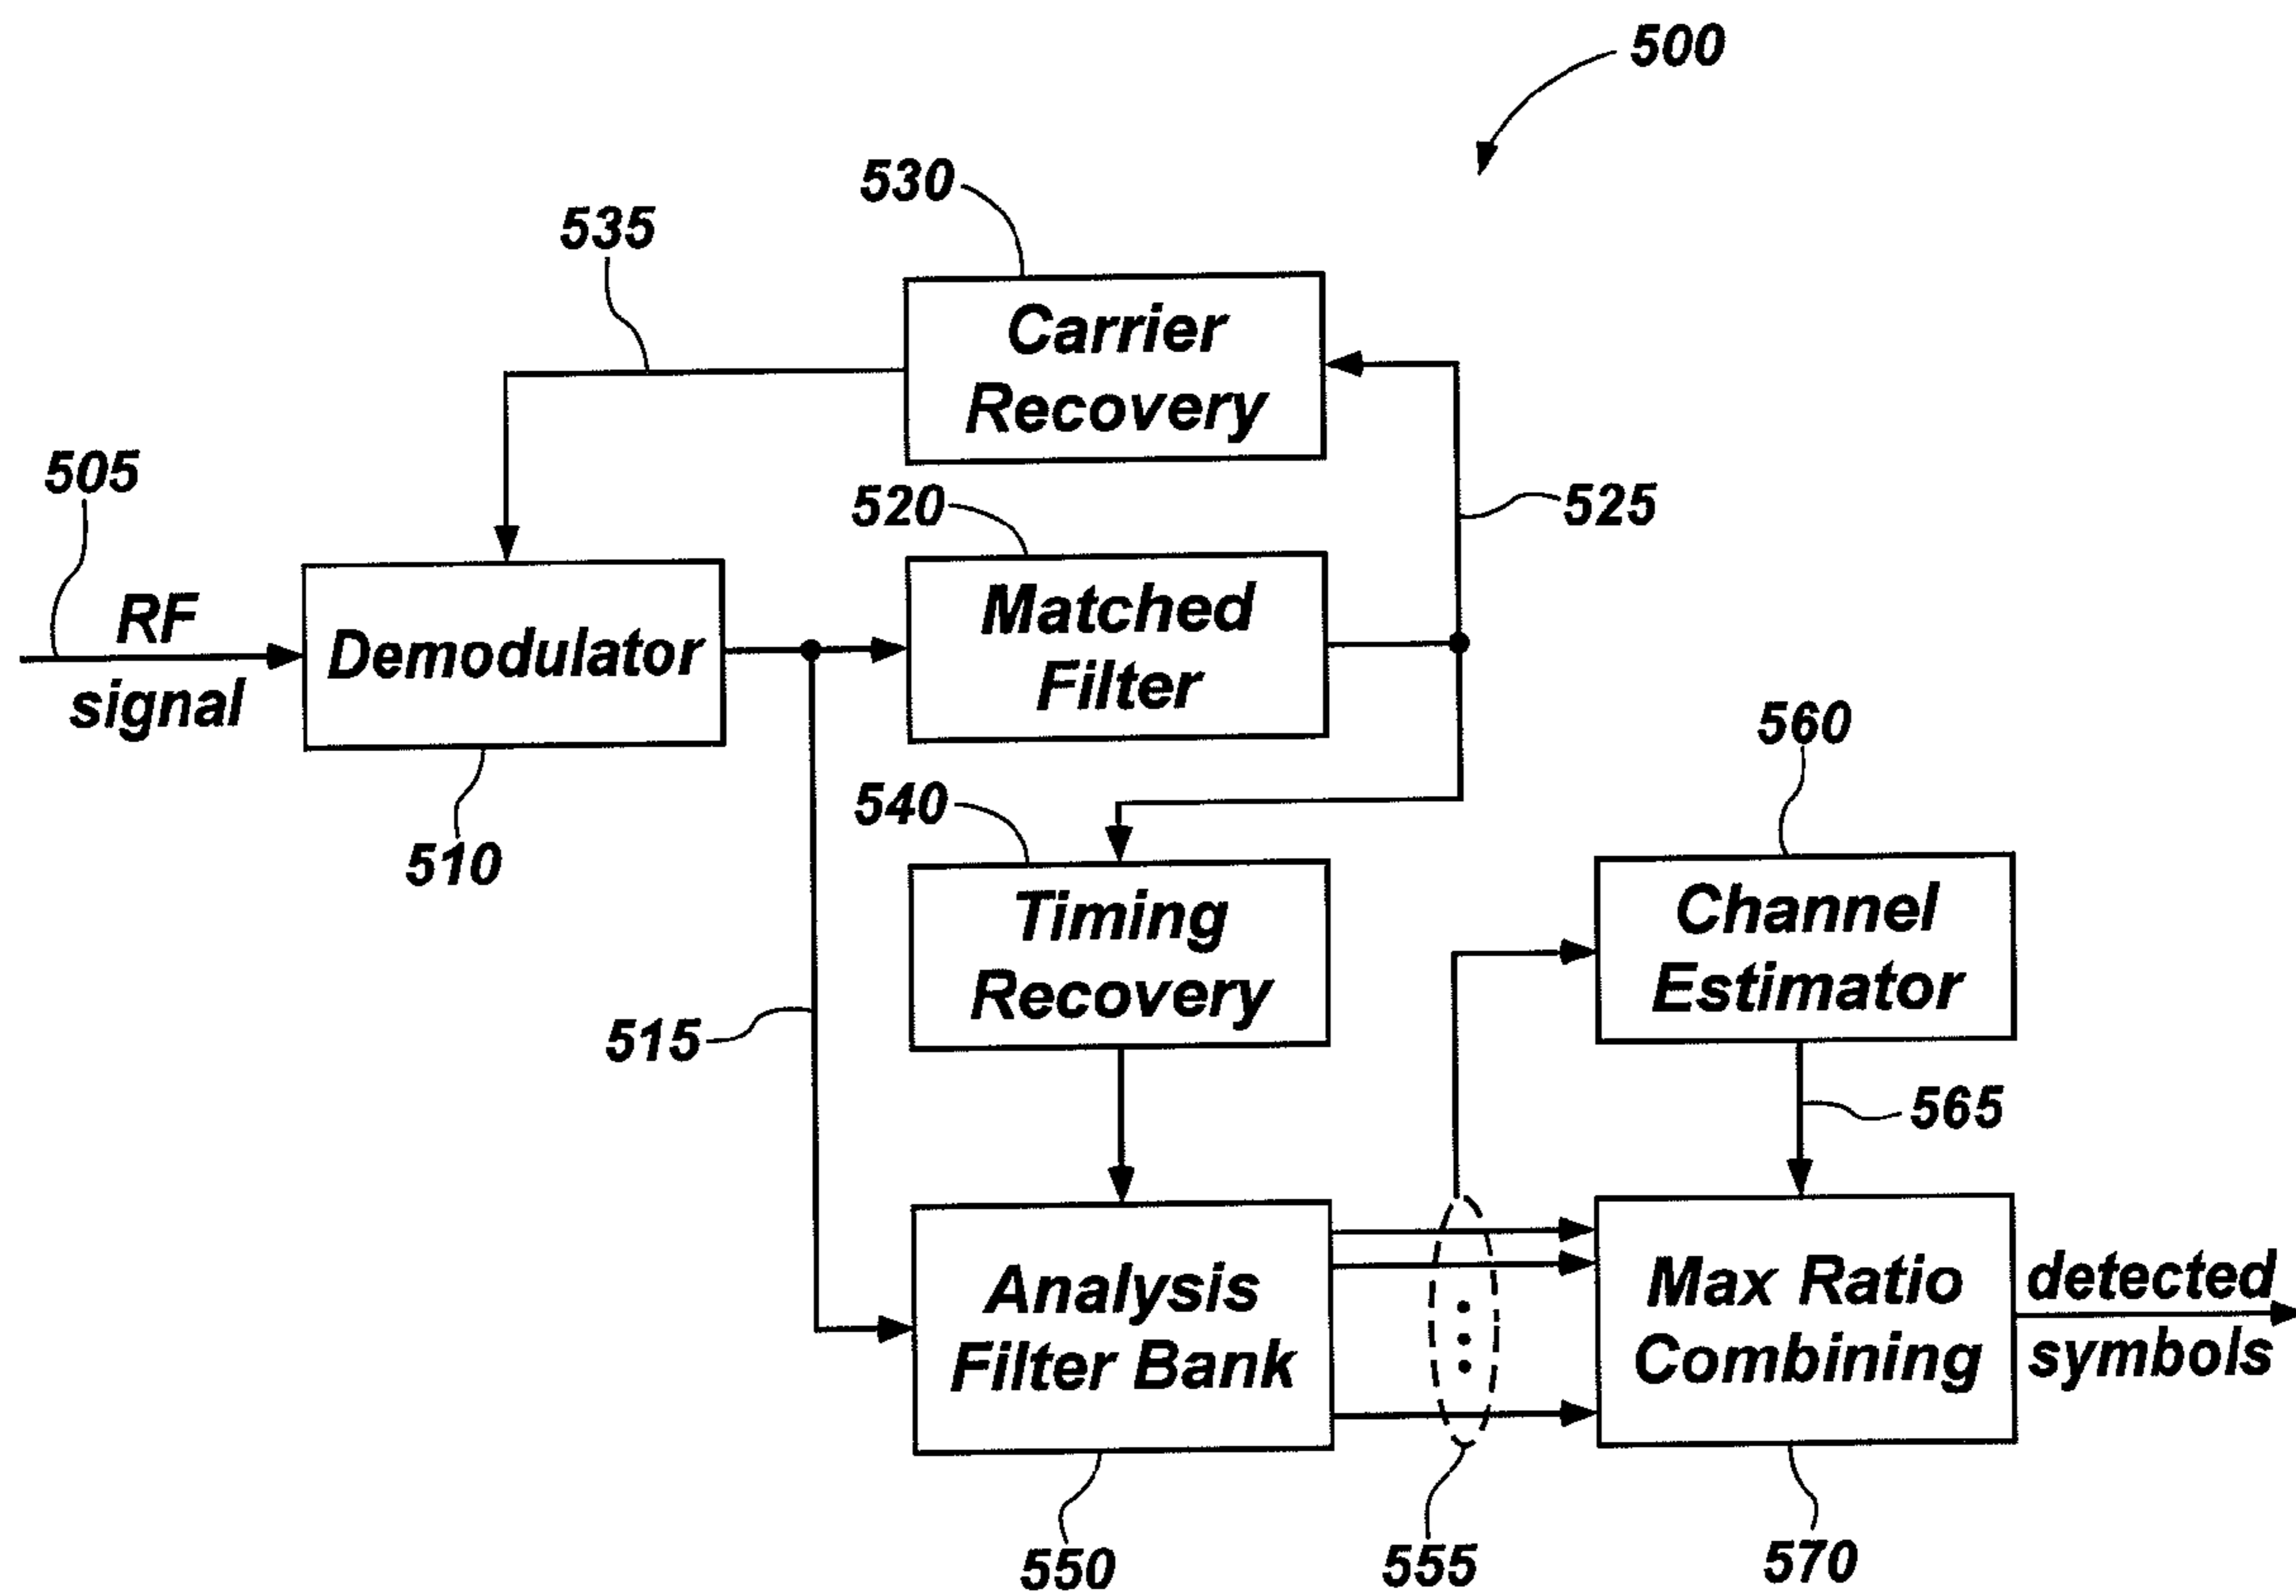 500
530
535
Carrier
Recovery
505
520
525
RF
signal
Demodulator
Matched
Filter
510
540
560
Timing
Recovery
Channel
Estimator
515
565
Analysis
Filter Bank
Max Ratio
Combining
detected
symbols
550
555
570